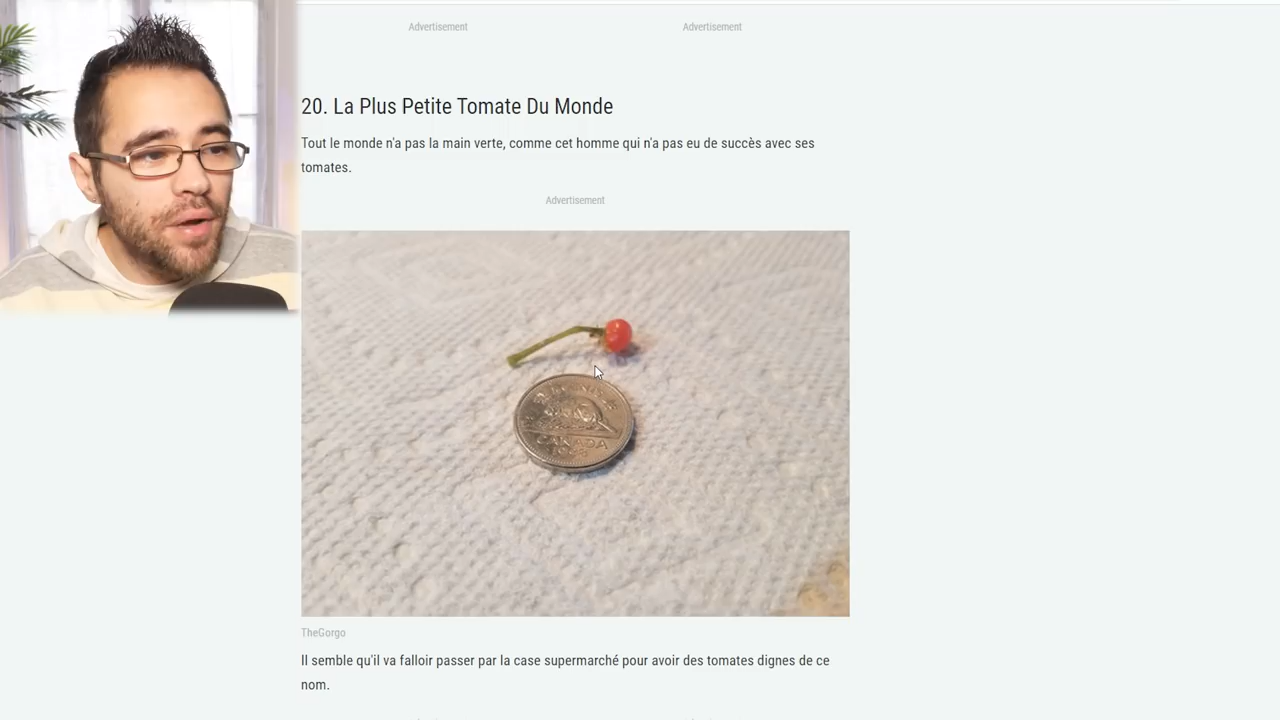 Advertisement
Advertisement
20. La Plus Petite Tomate Du Monde
Tout le monde n'a pas la main verte, comme cet homme qui n'a pas eu de succès avec ses
tomates.
Advertisement
CANADA
TheGorgo
Il semble qu'il va falloir passer par la case supermarché pour avoir des tomates dignes de ce
nom.